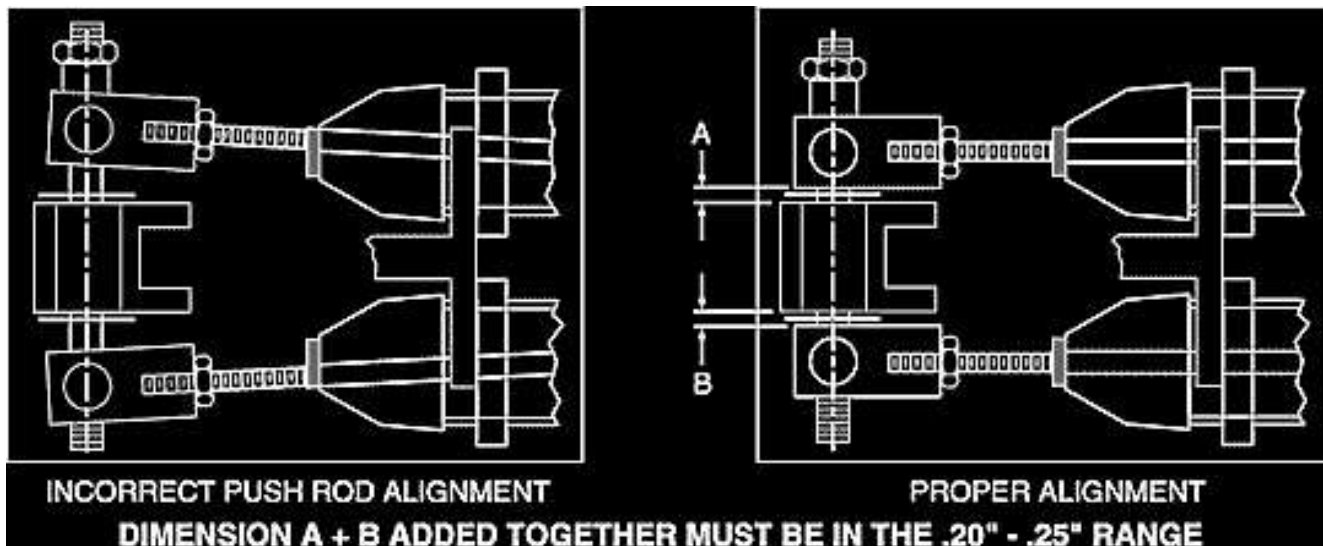 A
B
INCORRECT PUSH ROD ALIGNMENT
PROPER ALIGNMENT
DIMENSION A + B ADDED TOGETHER MUST BE IN THE .20" - .25" RANGE